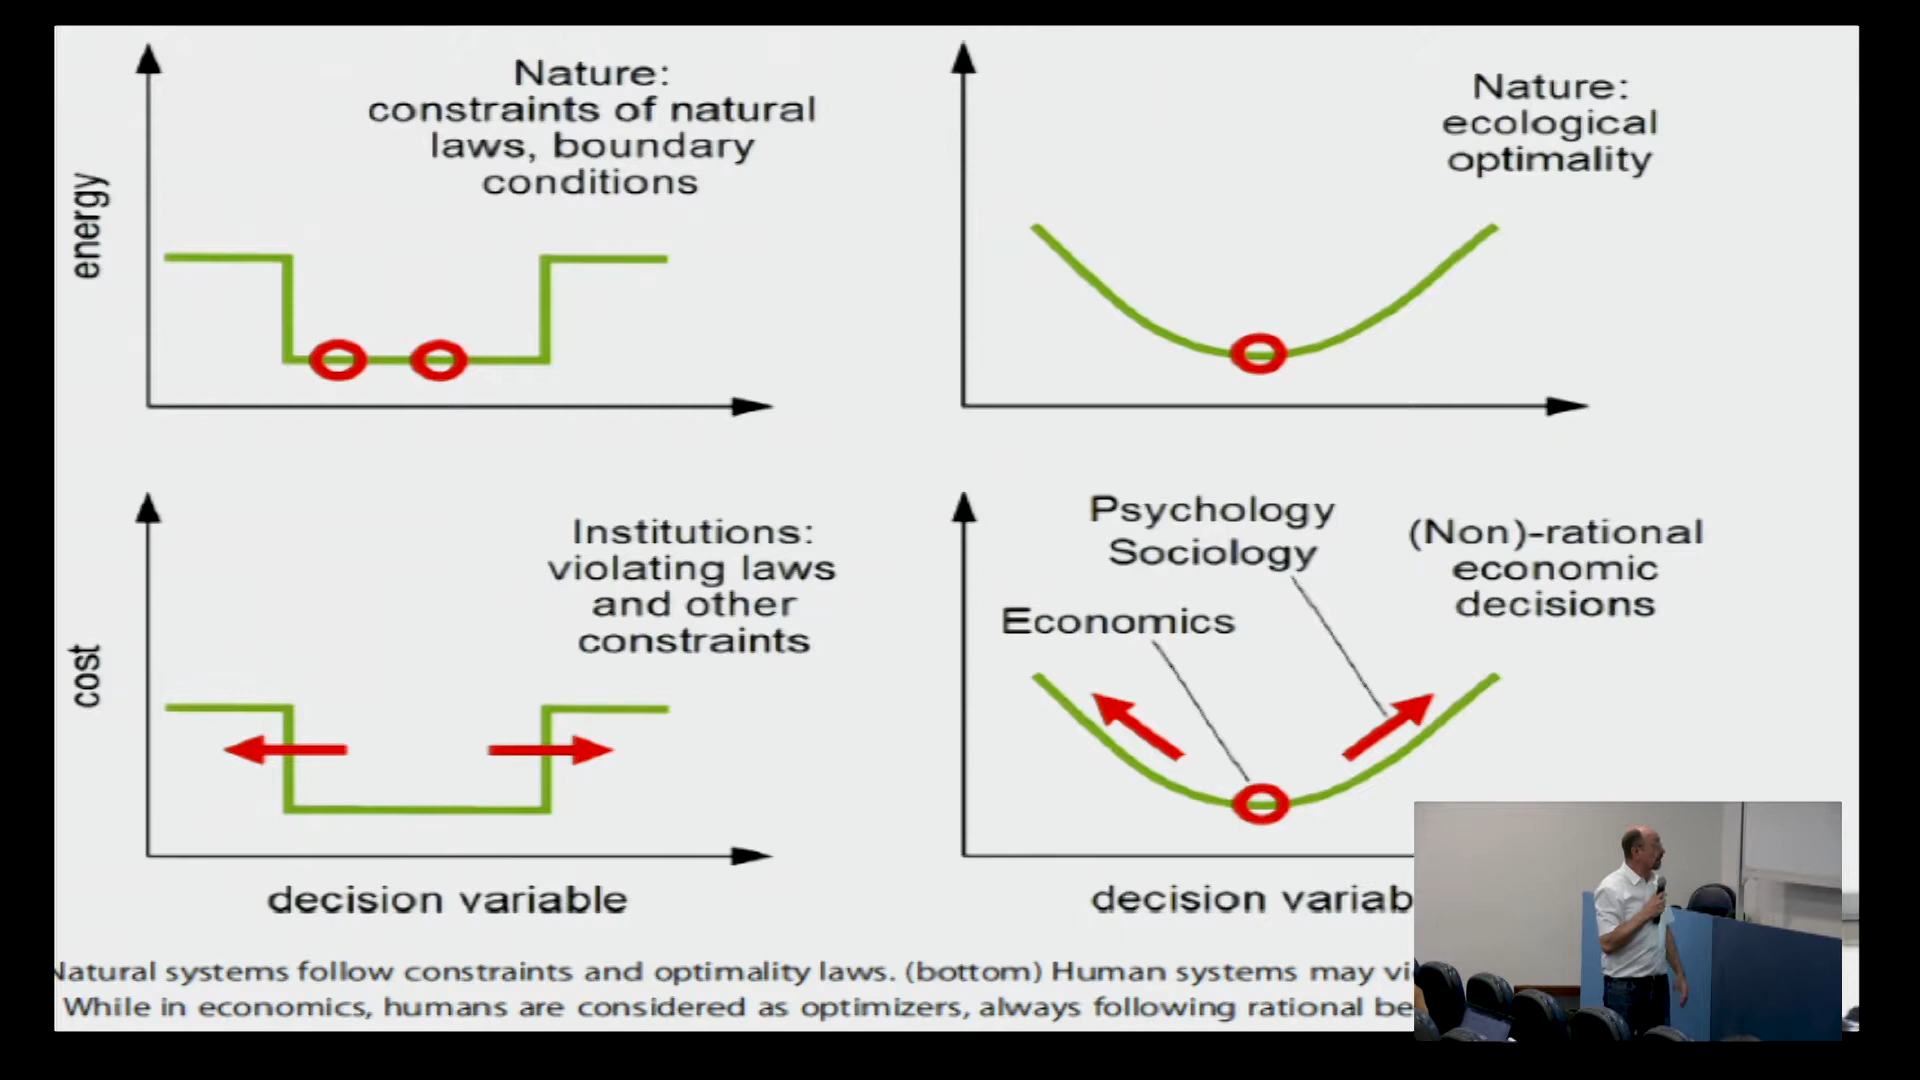 Nature:
constraints of natural
laws, boundary
conditions
energy
Nature:
ecological
optimality
Institutions:
violating laws
and other
constraints
cost
decision variable
Psychology
Sociology
Economics
(Non)-rational
economic
decisions
decision variab
Natural systems follow constraints and optimality laws. (bottom) Human systems may vi
While in economics, humans are considered as optimizers, always following rational be